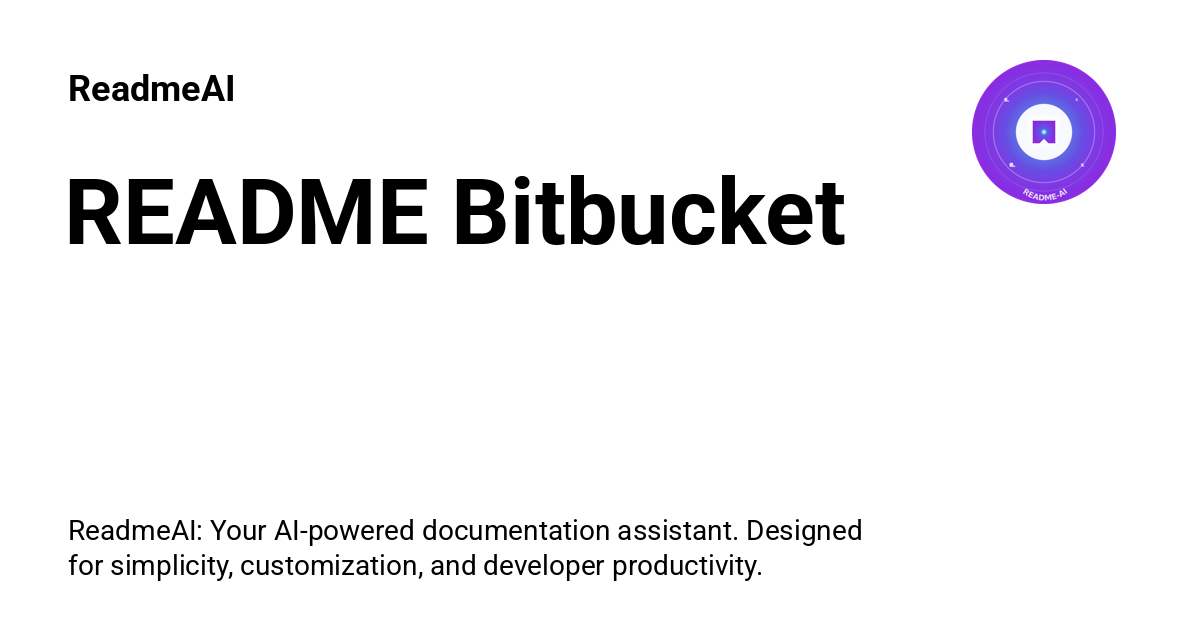 ReadmeAI
README Bitbucket
README-AI
ReadmeAI: Your AI-powered documentation assistant. Designed
for simplicity, customization, and developer productivity.